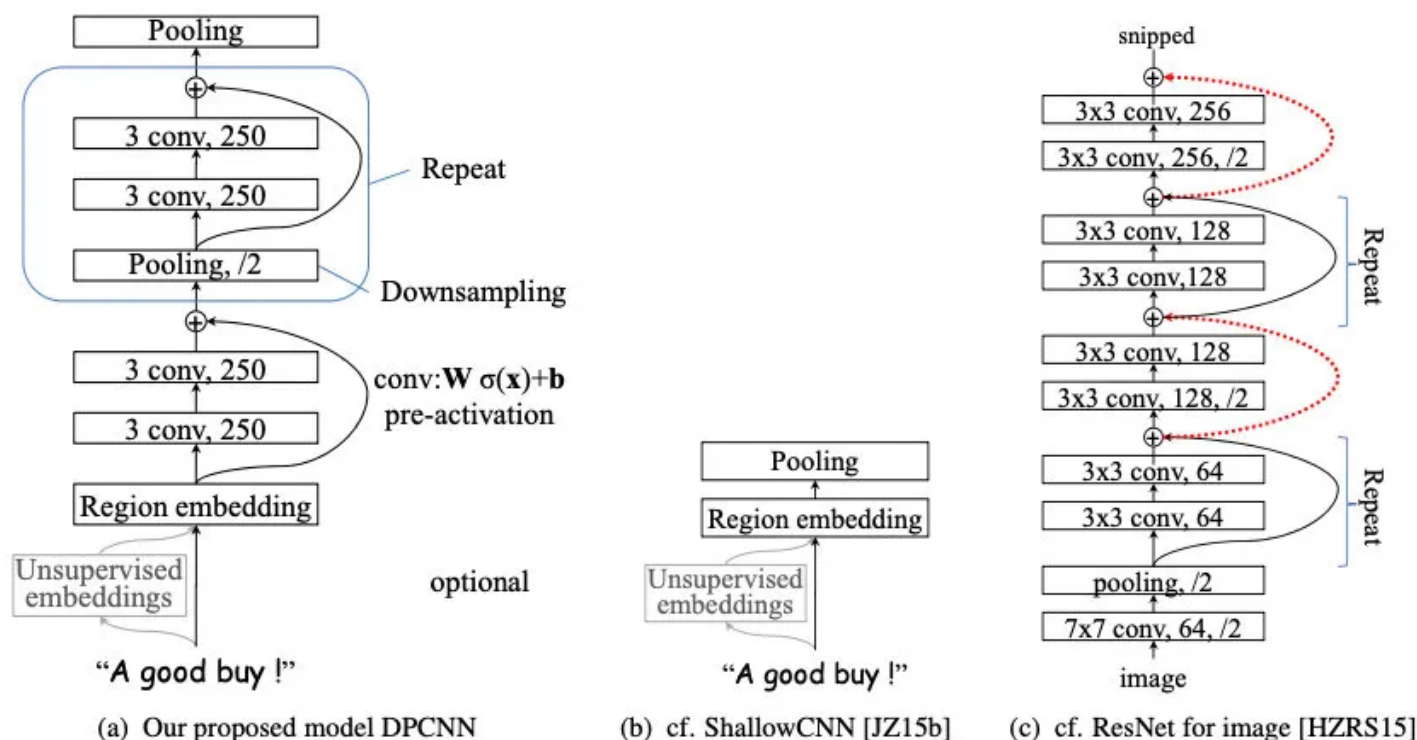 Pooling
+
3 conv, 250
3 conv, 250
Repeat
Pooling, /2
Downsampling
+
3 conv, 250
conv:W σ(x)+b
pre-activation
3 conv, 250
Region embedding
Unsupervised
embeddings
optional
“A good buy !”
(a) Our proposed model DPCNN
Pooling
Region embedding
Unsupervised
embeddings
“A good buy !”
(b) cf. ShallowCNN [JZ15b]
snipped
+
3x3 conv, 256
3x3 conv, 256, /2
+
3x3 conv, 128
3x3 conv,128
Repeat
+
3x3 conv, 128
3x3 conv, 128, /2
+
3x3 conv, 64
3x3 conv, 64
Repeat
pooling, /2
7x7 conv, 64, /2
image
(c) cf. ResNet for image [HZRS15]